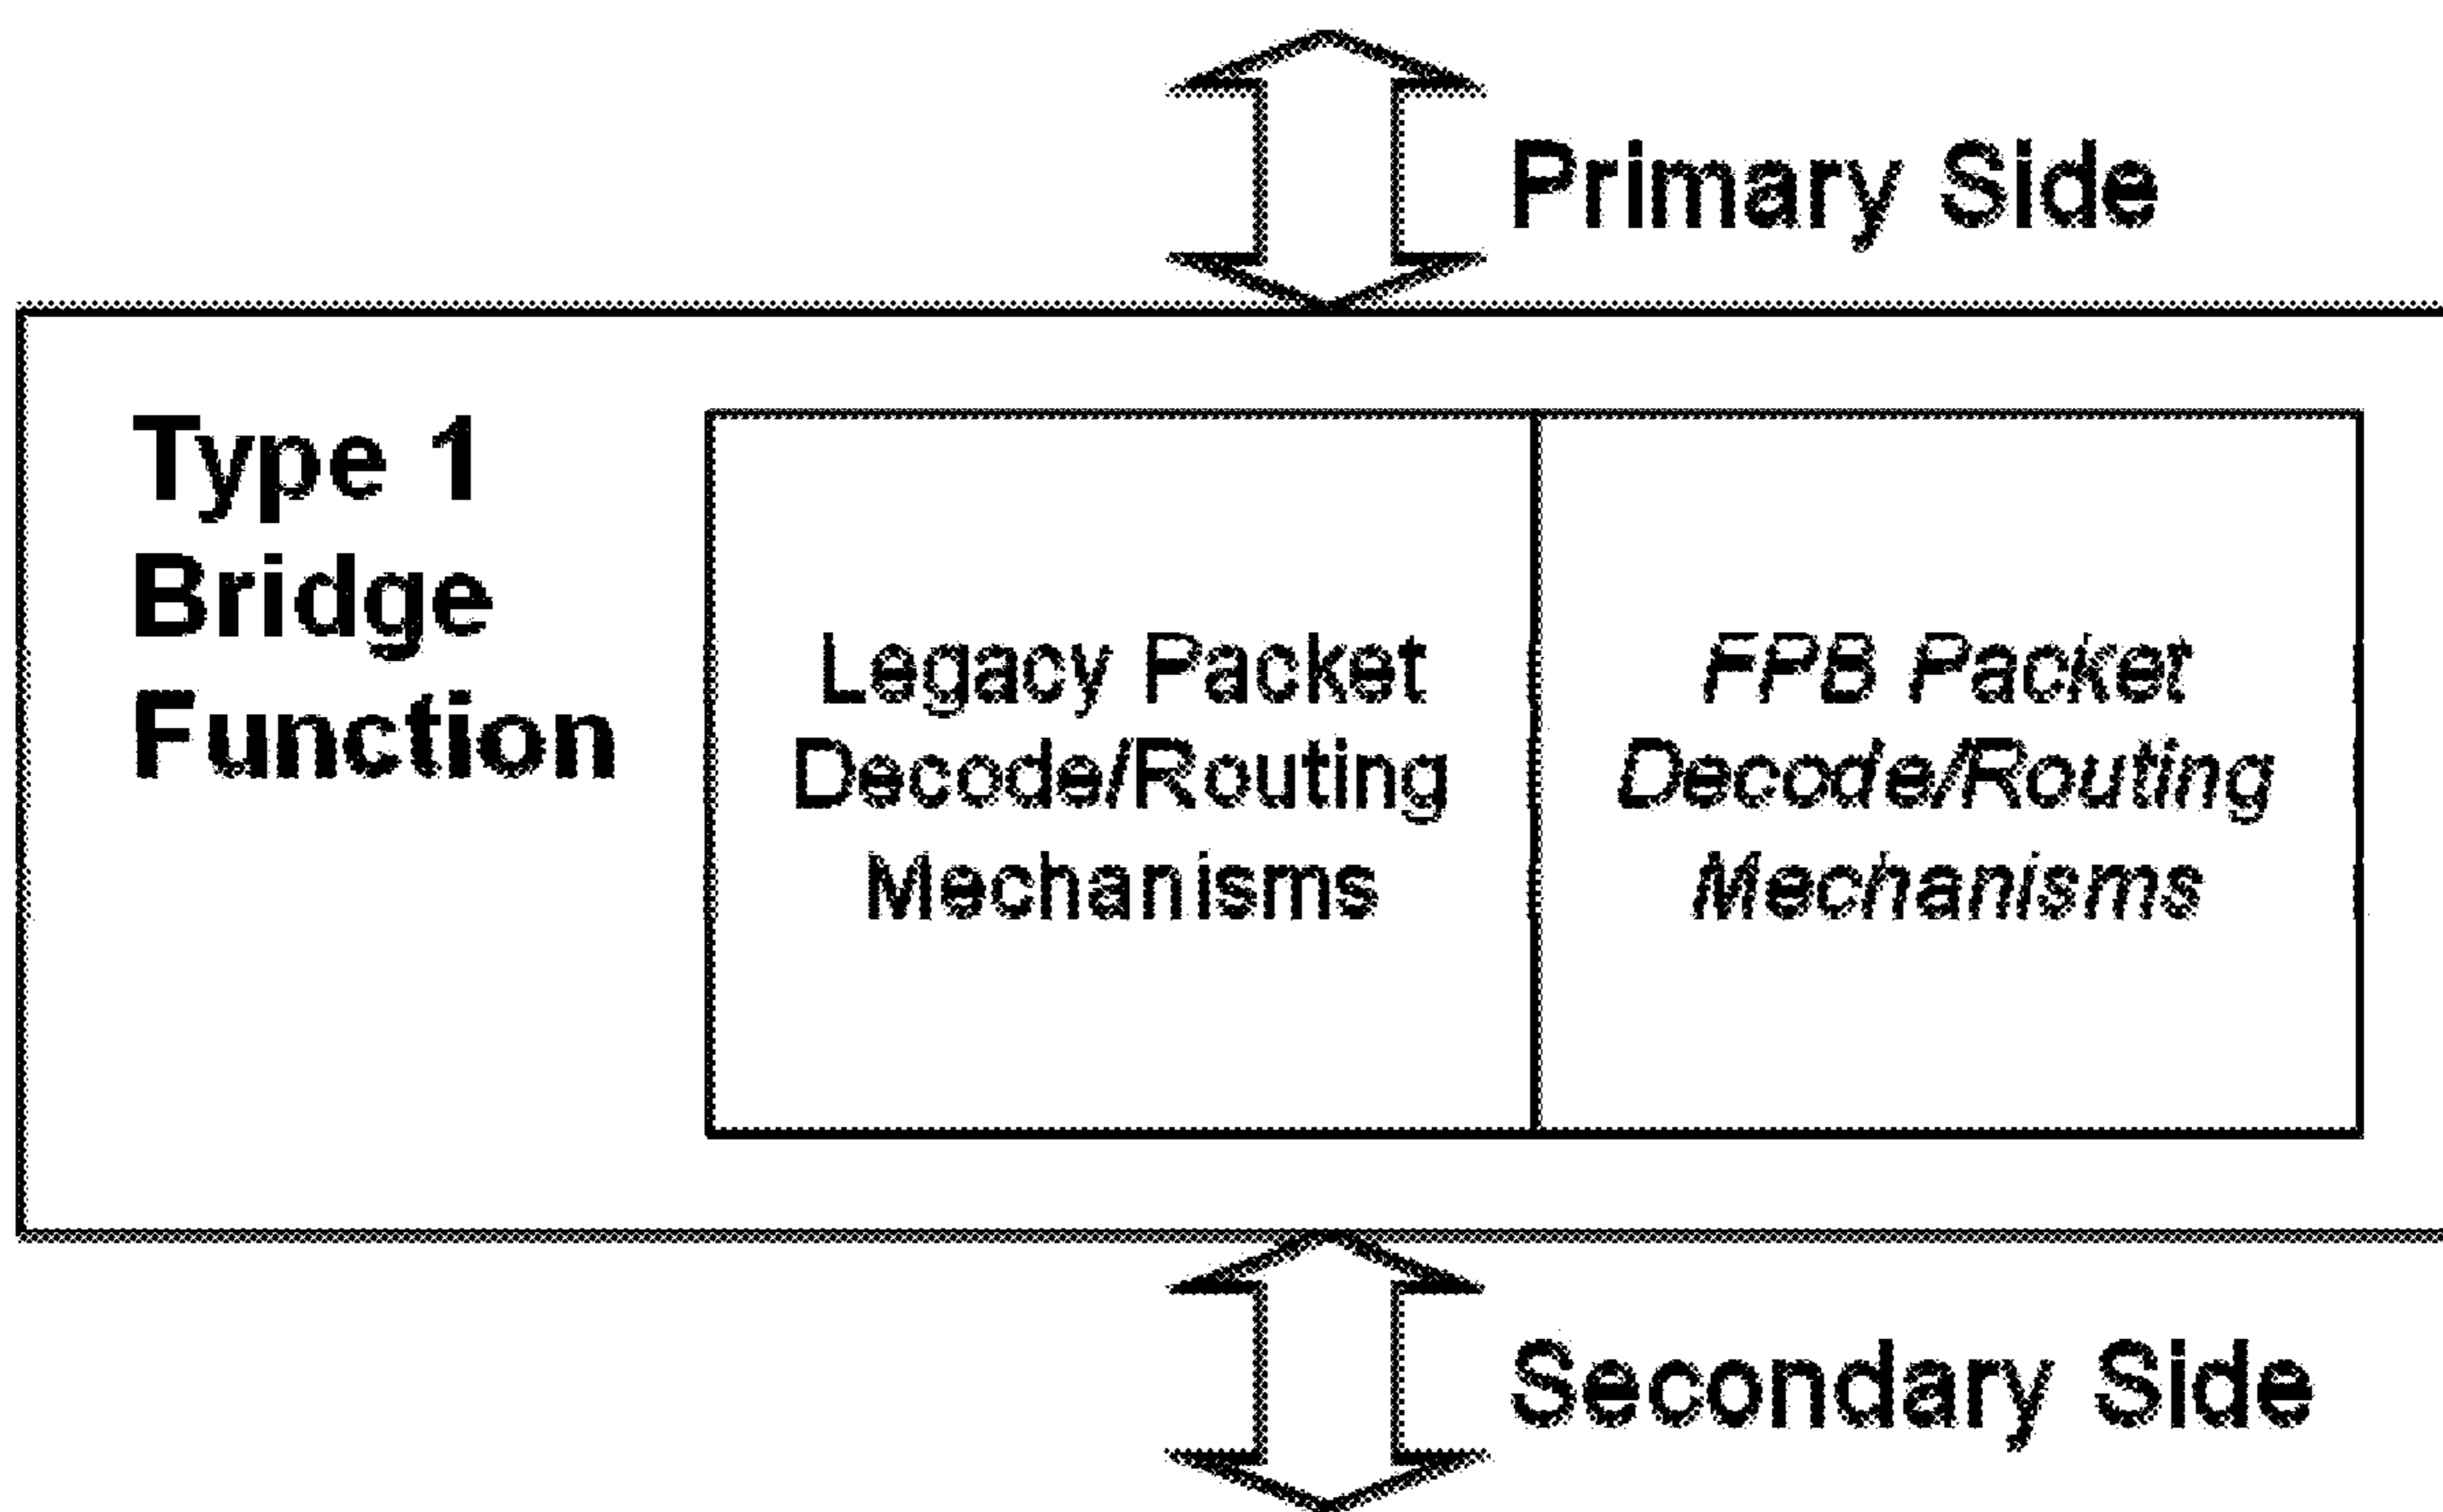 Primary Side
Type 1
Bridge
Function
Legacy Packet
Decode/Routing
Mechanisms
FPB Packet
Decode/Routing
Mechanisms
Secondary Side